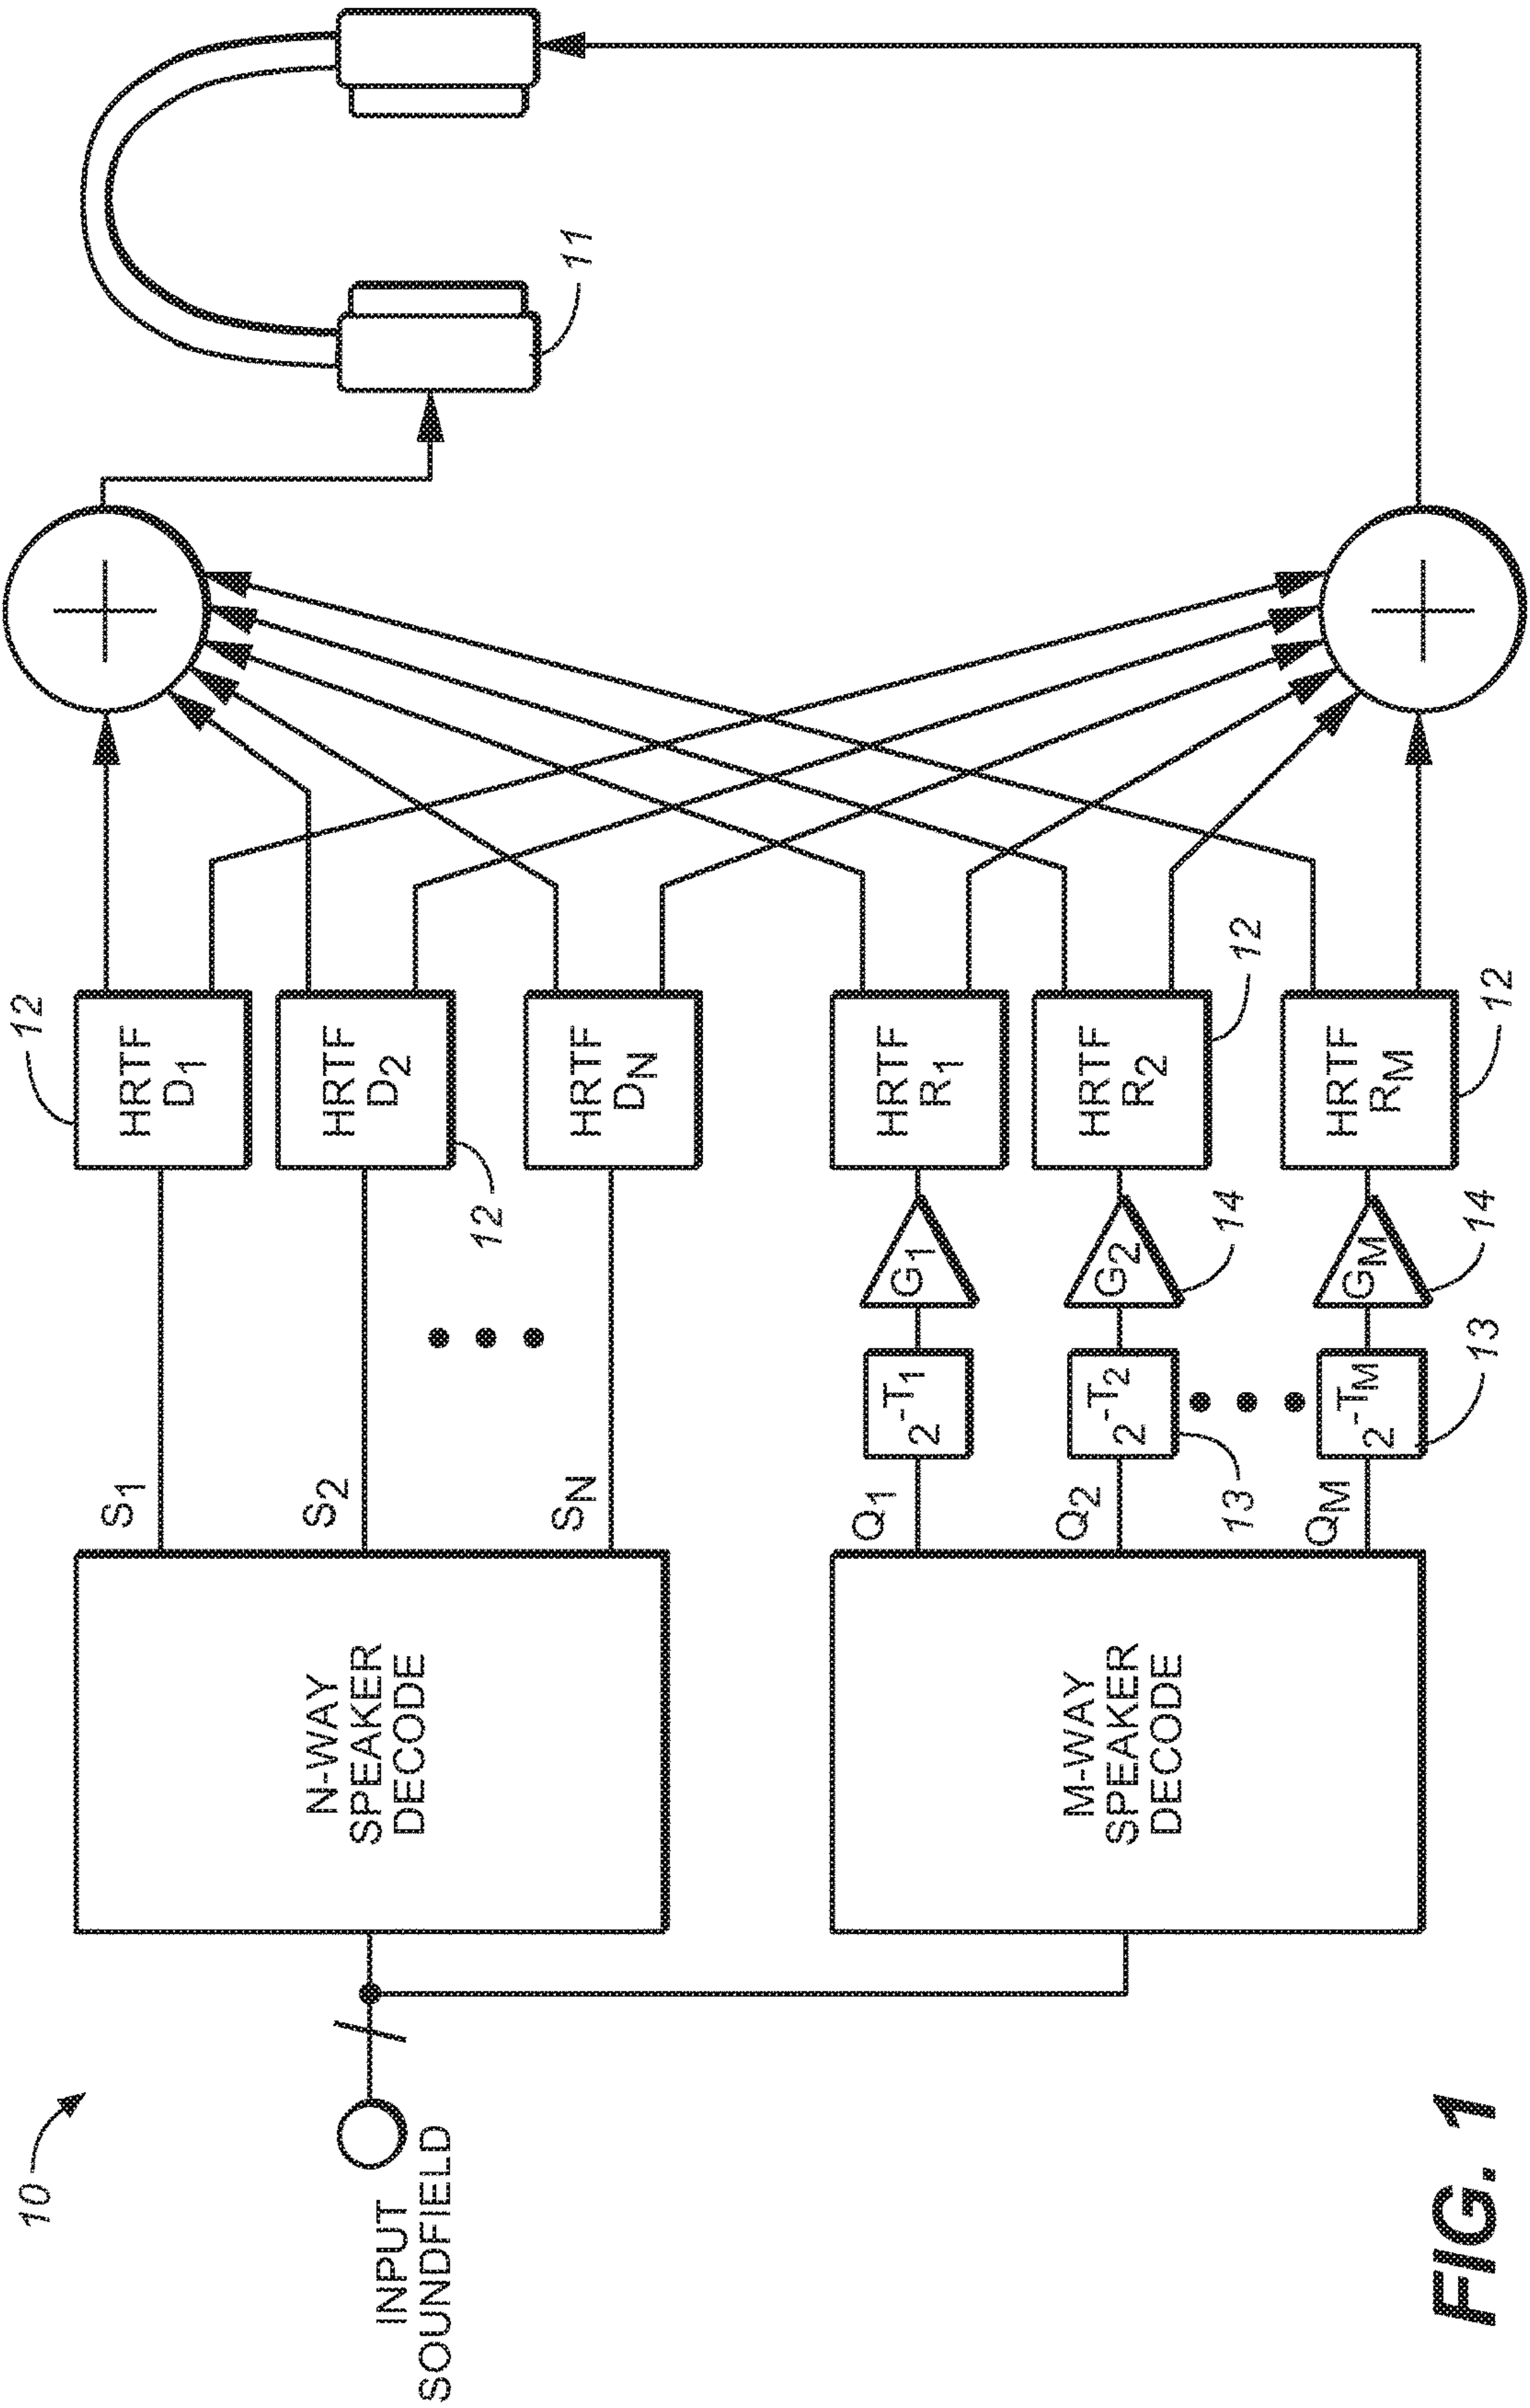 10
INPUT
SOUNDFIELD
N-WAY
SPEAKER
DECODE
S1
S2
SN
12
HRTF
D1
HRTF
D2
12
HRTF
DN
11
M-WAY
SPEAKER
DECODE
Q1
Q2
QM
2-T1
2-T2
2-TM
13
13
G1
G2
GM
14
14
HRTF
R1
HRTF
R2
12
HRTF
RM
12
FIG. 1